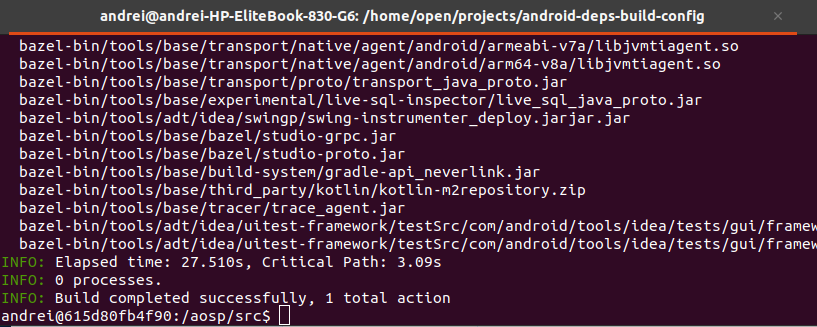 andrei@andrei-HP-EliteBook-830-G6: /home/open/projects/android-deps-build-config
bazel-bin/tools/base/transport/native/agent/android/armeabi-v7a/libjvmtiagent.so
bazel-bin/tools/base/transport/native/agent/android/arm64-v8a/libjvmtiagent.so
bazel-bin/tools/base/transport/proto/transport_java_proto.jar
bazel-bin/tools/base/experimental/live-sql-inspector/live_sql_java_proto.jar
bazel-bin/tools/adt/idea/swingp/swing-instrumenter_deploy.jarjar.jar
bazel-bin/tools/base/bazel/studio-grpc.jar
bazel-bin/tools/base/bazel/studio-proto.jar
bazel-bin/tools/base/build-system/gradle-api_neverlink.jar
bazel-bin/tools/base/third_party/kotlin/kotlin-m2repository.zip
bazel-bin/tools/base/tracer/trace_agent.jar
bazel-bin/tools/adt/idea/uitest-framework/testSrc/com/android/tools/idea/tests/gui/framew
bazel-bin/tools/adt/idea/uitest-framework/testSrc/com/android/tools/idea/tests/gui/framew
INFO: Elapsed time: 27.510s, Critical Path: 3.09s
INFO: 0 processes.
INFO: Build completed successfully, 1 total action
andrei@615d80fb4f90:/aosp/src$